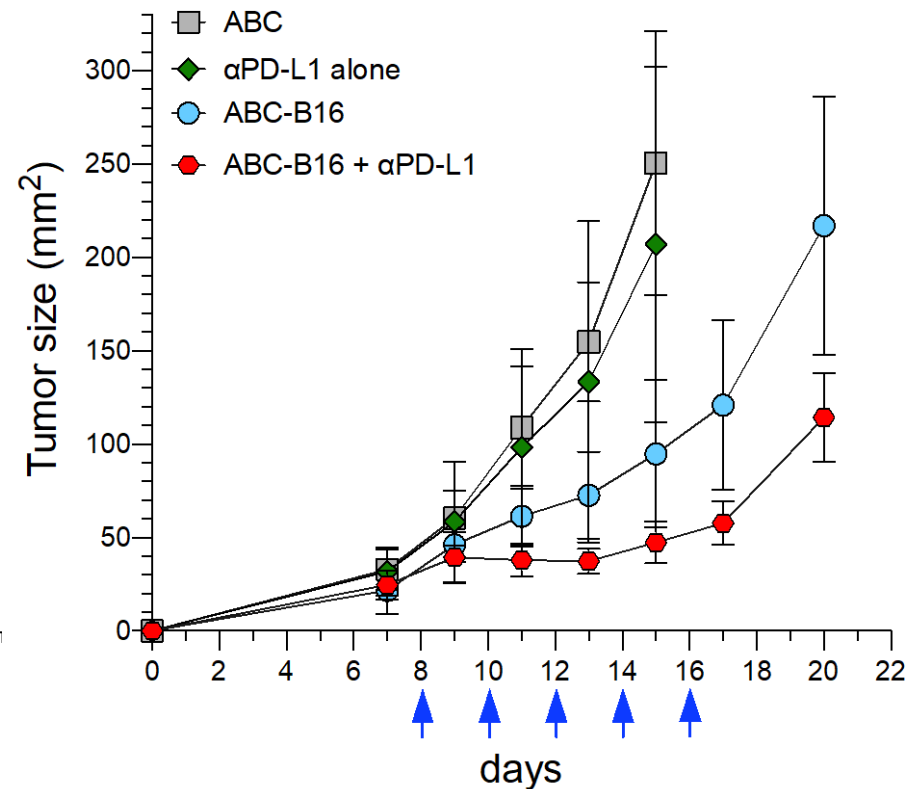 ABC
αPD-L1 alone
ABC-B16
ABC-B16 + αPD-L1
Tumor size (mm²)
300
250
200
150
100
50
0
0 2 4 6 8 10 12 14 16 18 20 22
days